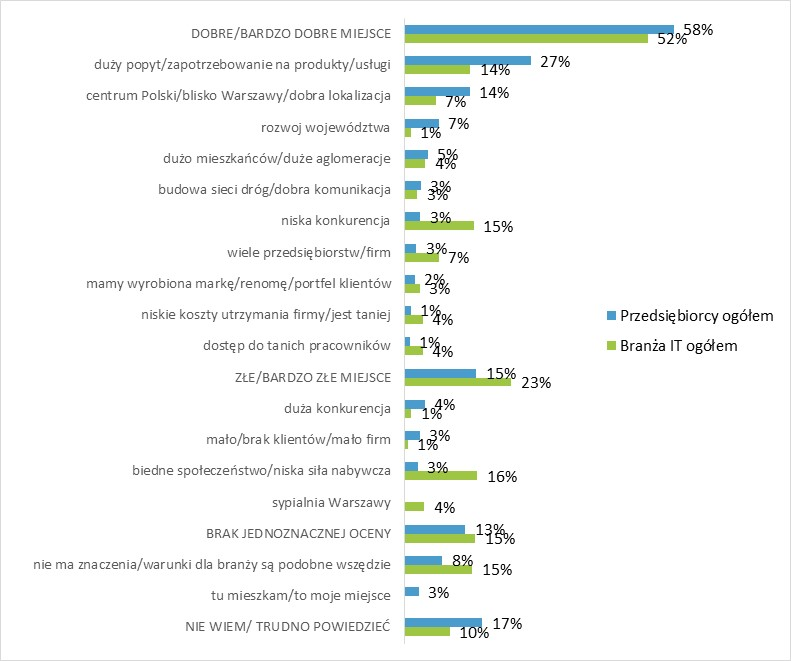 DOBRE/BARDZO DOBRE MIEJSCE 58%
52%
duży popyt/zapotrzebowanie na produkty/usługi 27%
14%
centrum Polski/blisko Warszawy/dobra lokalizacja 14%
7%
rozwoj województwa 7%
1%
dużo mieszkańców/duże aglomeracje 5%
4%
budowa sieci dróg/dobra komunikacja 3%
3%
niska konkurencja 3%
15%
wiele przedsiębiorstw/firm 3%
7%
mamy wyrobiona markę/renomę/portfel klientów 2%
3%
niskie koszty utrzymania firmy/jest taniej 1%
4%
dostęp do tanich pracowników 1%
4%
ZŁE/BARDZO ZŁE MIEJSCE 15%
23%
duża konkurencja 4%
1%
mało/brak klientów/mało firm 3%
1%
biedne społeczeństwo/niska siła nabywcza 3%
16%
sypialnia Warszawy 4%
BRAK JEDNOZNACZNEJ OCENY 13%
15%
nie ma znaczenia/warunki dla branży są podobne wszędzie 8%
15%
tu mieszkam/to moje miejsce 3%
NIE WIEM/ TRUDNO POWIEDZIEĆ 17%
10%
Przedsiębiorcy ogółem
Branża IT ogółem